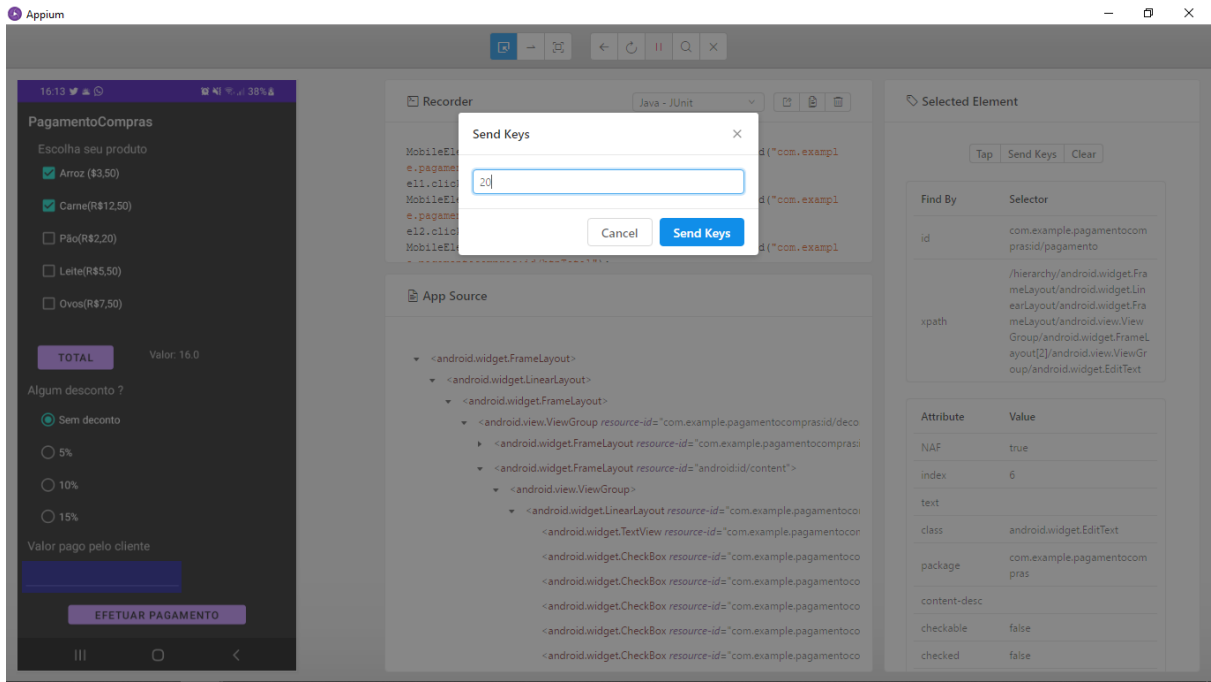 Appium
16:13
38%
PagamentoCompras
Escolha seu produto
Arroz ($3,50)
Carne(R$12,50)
Pão(R$2,20)
Leite(R$5,50)
Ovos(R$7,50)
TOTAL
Valor: 16.0
Algum desconto ?
Sem deconto
5%
10%
15%
Valor pago pelo cliente
EFETUAR PAGAMENTO
Recorder
Java - JUnit
MobileEle
d("com.exampl
e.pagame
el1.clic
MobileEle
d("com.exampl
e.pagame
el2.clic
MobileEle
d("com.exampl
Send Keys
20
Cancel
Send Keys
App Source
<android.widget.FrameLayout>
<android.widget.LinearLayout>
<android.widget.FrameLayout>
<android.view.ViewGroup resource-id="com.example.pagamentocompras:id/deco
<android.widget.FrameLayout resource-id="com.example.pagamentocompras:i
<android.widget.FrameLayout resource-id="android:id/content">
<android.view.ViewGroup>
<android.widget.LinearLayout resource-id="com.example.pagamentoco
<android.widget.TextView resource-id="com.example.pagamentocor
<android.widget.CheckBox resource-id="com.example.pagamentoco
<android.widget.CheckBox resource-id="com.example.pagamentoco
<android.widget.CheckBox resource-id="com.example.pagamentoco
<android.widget.CheckBox resource-id="com.example.pagamentoco
<android.widget.CheckBox resource-id="com.example.pagamentoco
Selected Element
Tap Send Keys Clear
Find By Selector
id
com.example.pagamentocom
pras:id/pagamento
xpath
/hierarchy/android.widget.Fra
meLayout/android.widget.Lin
earLayout/android.widget.Fra
meLayout/android.view.View
Group/android.widget.FrameL
ayout[2]/android.view.ViewGr
oup/android.widget.EditText
Attribute Value
NAF true
index 6
text
class android.widget.EditText
package
com.example.pagamentocom
pras
content-desc
checkable false
checked false